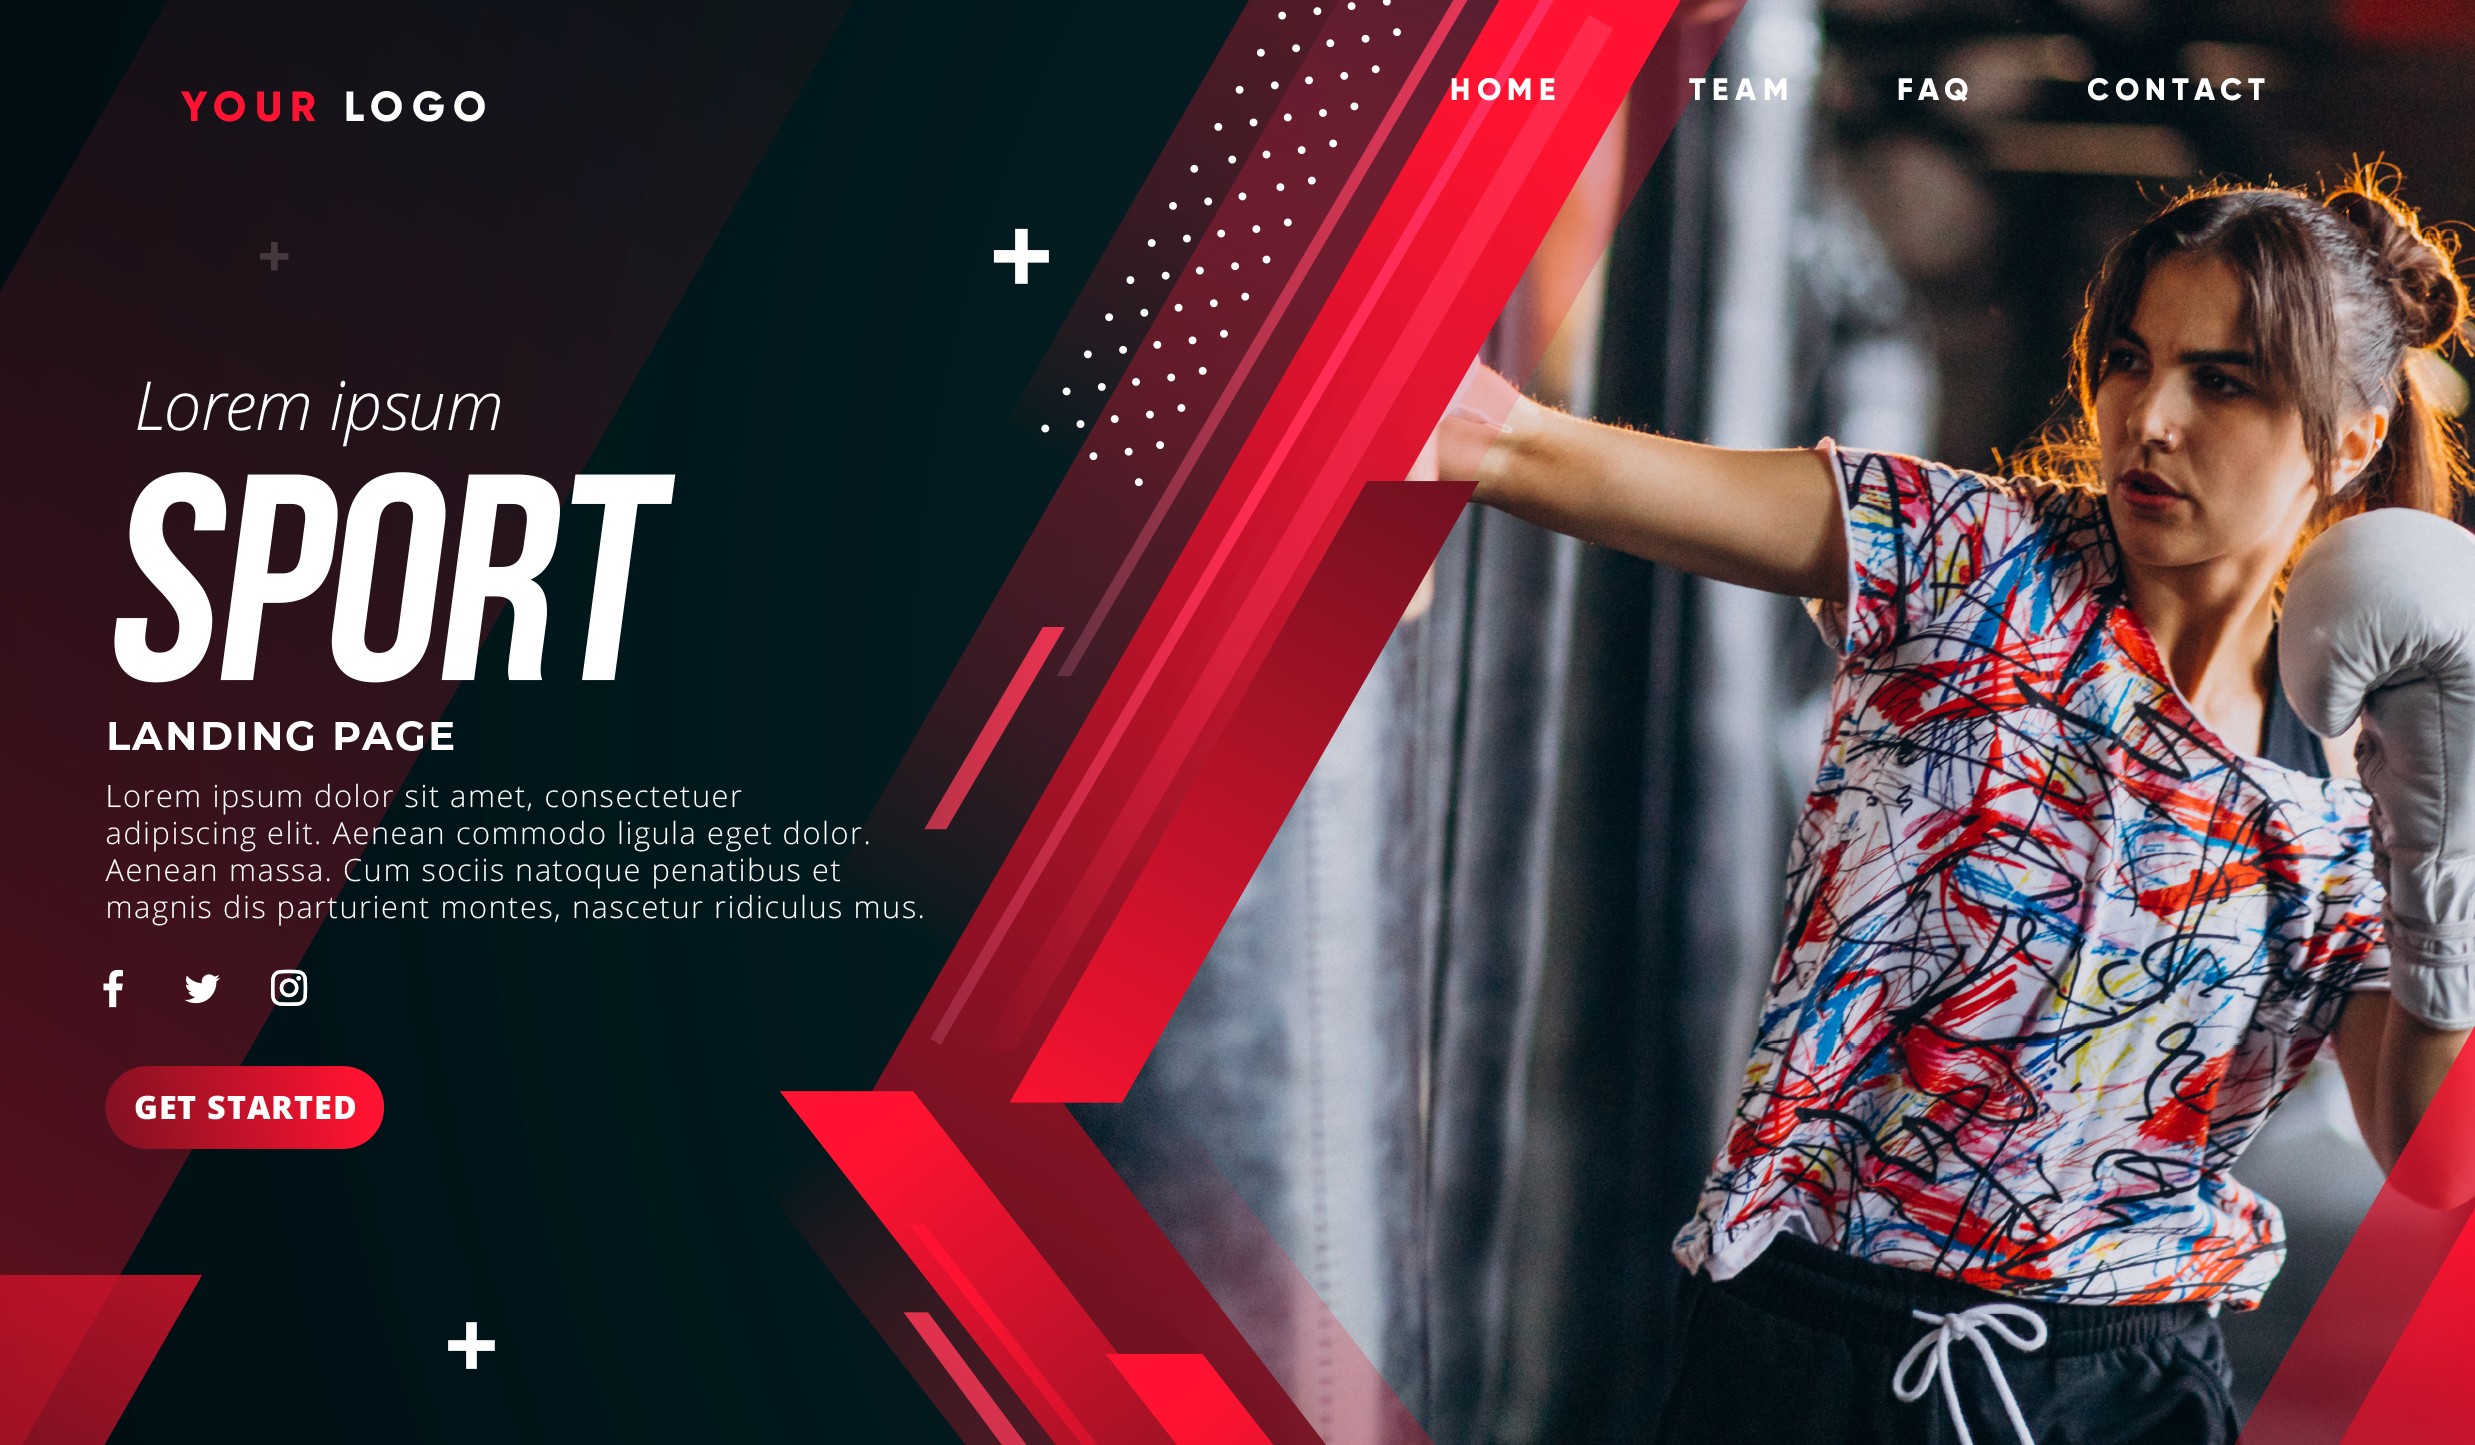 YOUR LOGO
HOME TEAM FAQ CONTACT
Lorem ipsum
SPORT
LANDING PAGE
Lorem ipsum dolor sit amet, consectetuer
adipiscing elit. Aenean commodo ligula eget dolor.
Aenean massa. Cum sociis natoque penatibus et
magnis dis parturient montes, nascetur ridiculus mus.
GET STARTED